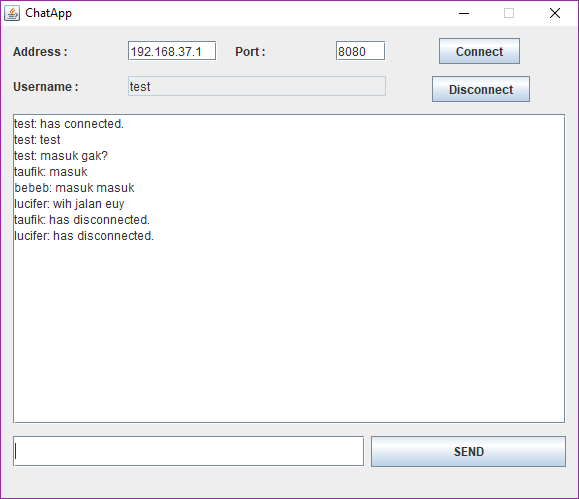 ChatApp
Address : 192.168.37.1 Port : 8080 Connect
Username : test Disconnect
test: has connected.
test: test
test: masuk gak?
taufik: masuk
bebeb: masuk masuk
lucifer: wih jalan euy
taufik: has disconnected.
lucifer: has disconnected.
SEND